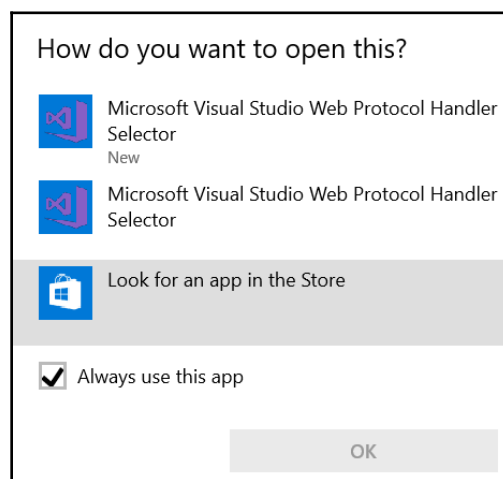 How do you want to open this?
Microsoft Visual Studio Web Protocol Handler
Selector
New
Microsoft Visual Studio Web Protocol Handler
Selector
Look for an app in the Store
Always use this app
OK